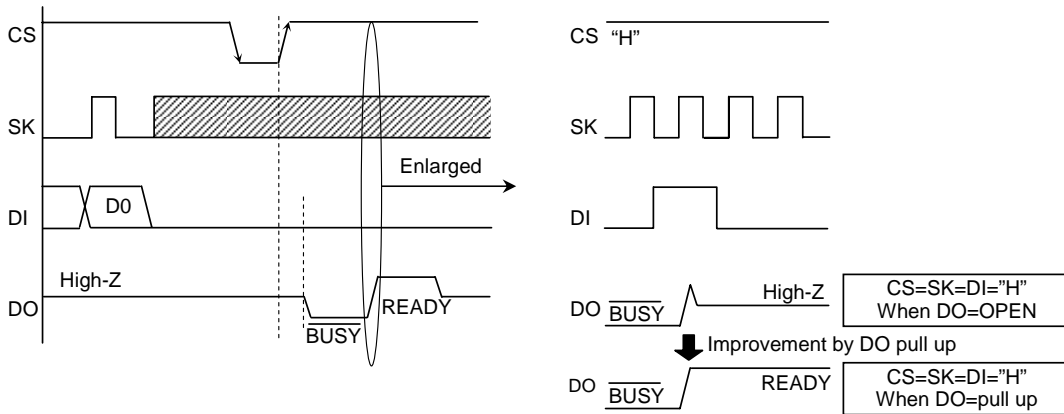 CS
SK
DI
D0
High-Z
DO
BUSY
READY
Enlarged
CS "H"
SK
DI
DO
BUSY
High-Z
CS=SK=DI="H"
When DO=OPEN
Improvement by DO pull up
DO
BUSY
READY
CS=SK=DI="H"
When DO=pull up